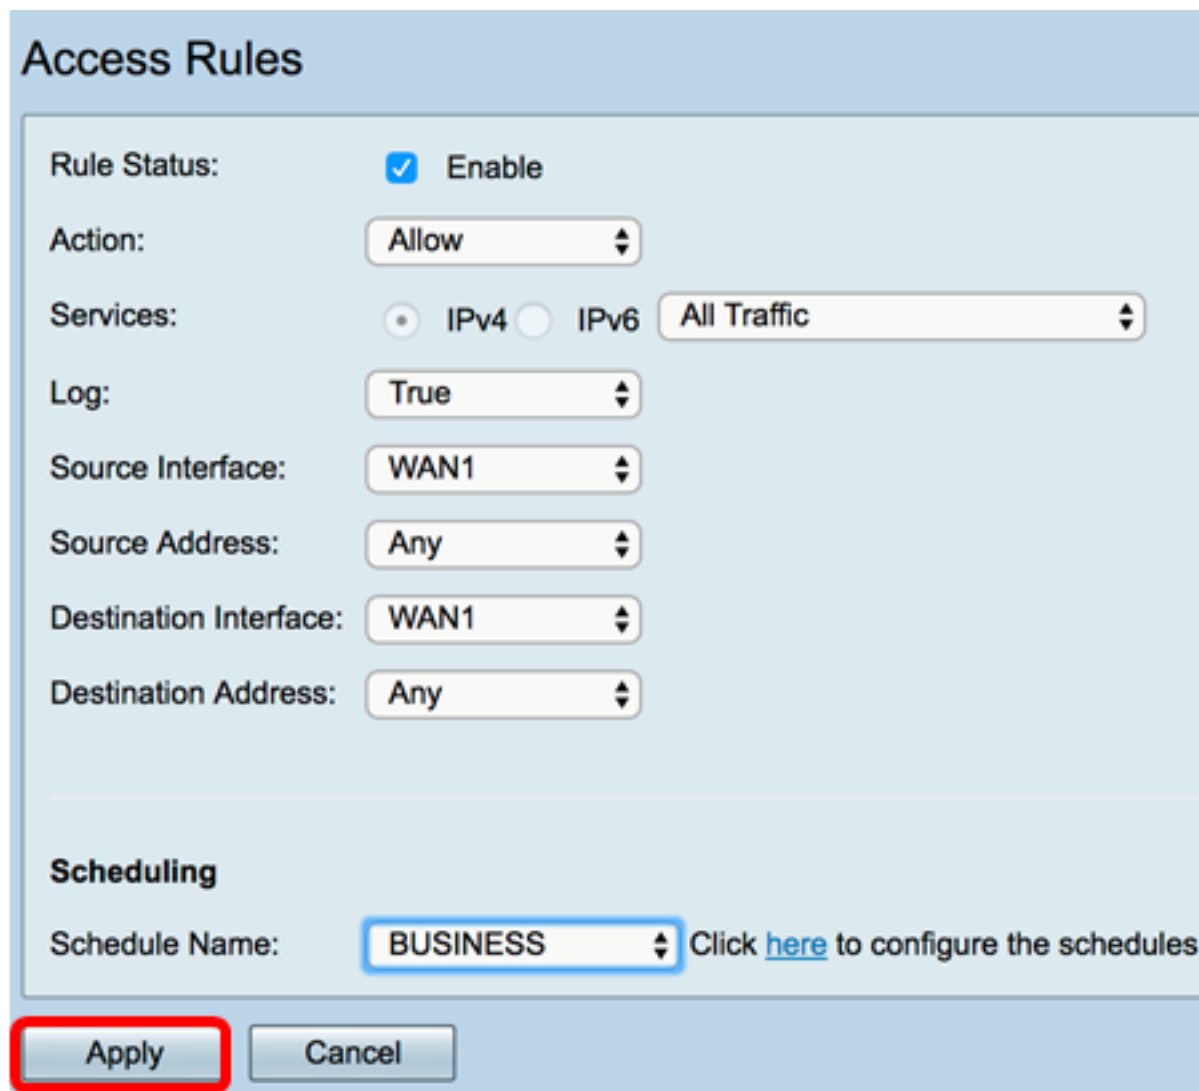 Access Rules
Rule Status: Enable
Action: Allow
Services: IPv4 IPv6 All Traffic
Log: True
Source Interface: WAN1
Source Address: Any
Destination Interface: WAN1
Destination Address: Any
Scheduling
Schedule Name: BUSINESS Click here to configure the schedules
Apply Cancel